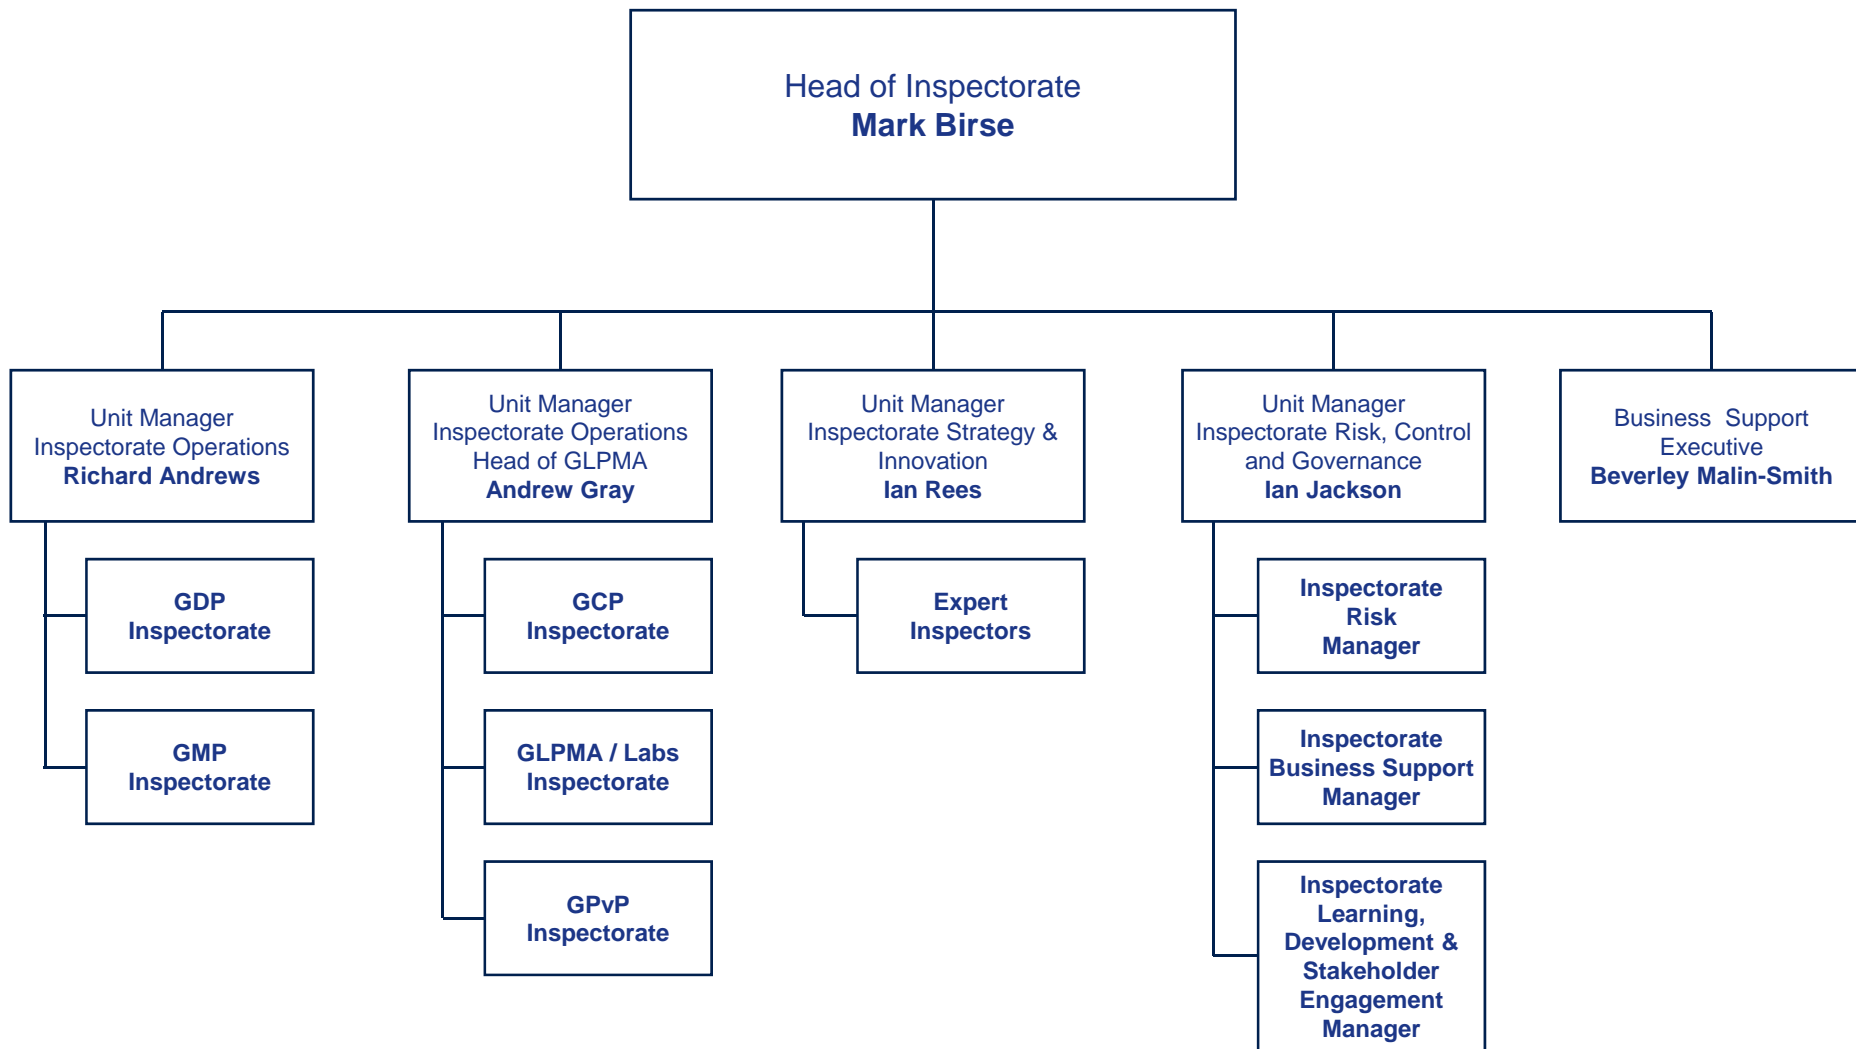 Head of Inspectorate
Mark Birse
Unit Manager
Inspectorate Operations
Richard Andrews
Unit Manager
Inspectorate Operations
Head of GLPMA
Andrew Gray
Unit Manager
Inspectorate Strategy &
Innovation
Ian Rees
Unit Manager
Inspectorate Risk, Control
and Governance
Ian Jackson
Business Support
Executive
Beverley Malin-Smith
GDP
Inspectorate
GMP
Inspectorate
GCP
Inspectorate
GLPMA / Labs
Inspectorate
GPvP
Inspectorate
Expert
Inspectors
Inspectorate
Risk
Manager
Inspectorate
Business Support
Manager
Inspectorate
Learning,
Development &
Stakeholder
Engagement
Manager